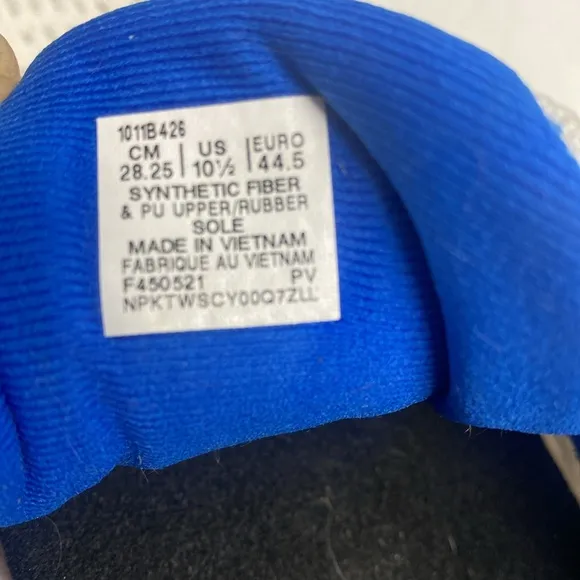 1011B426
CM | US | EURO
28.25 | 10½ | 44.5
SYNTHETIC FIBER
& PU UPPER/RUBBER
SOLE
MADE IN VIETNAM
FABRIQUE AU VIETNAM
F450521 PV
NPKTWSCY00Q7ZLL